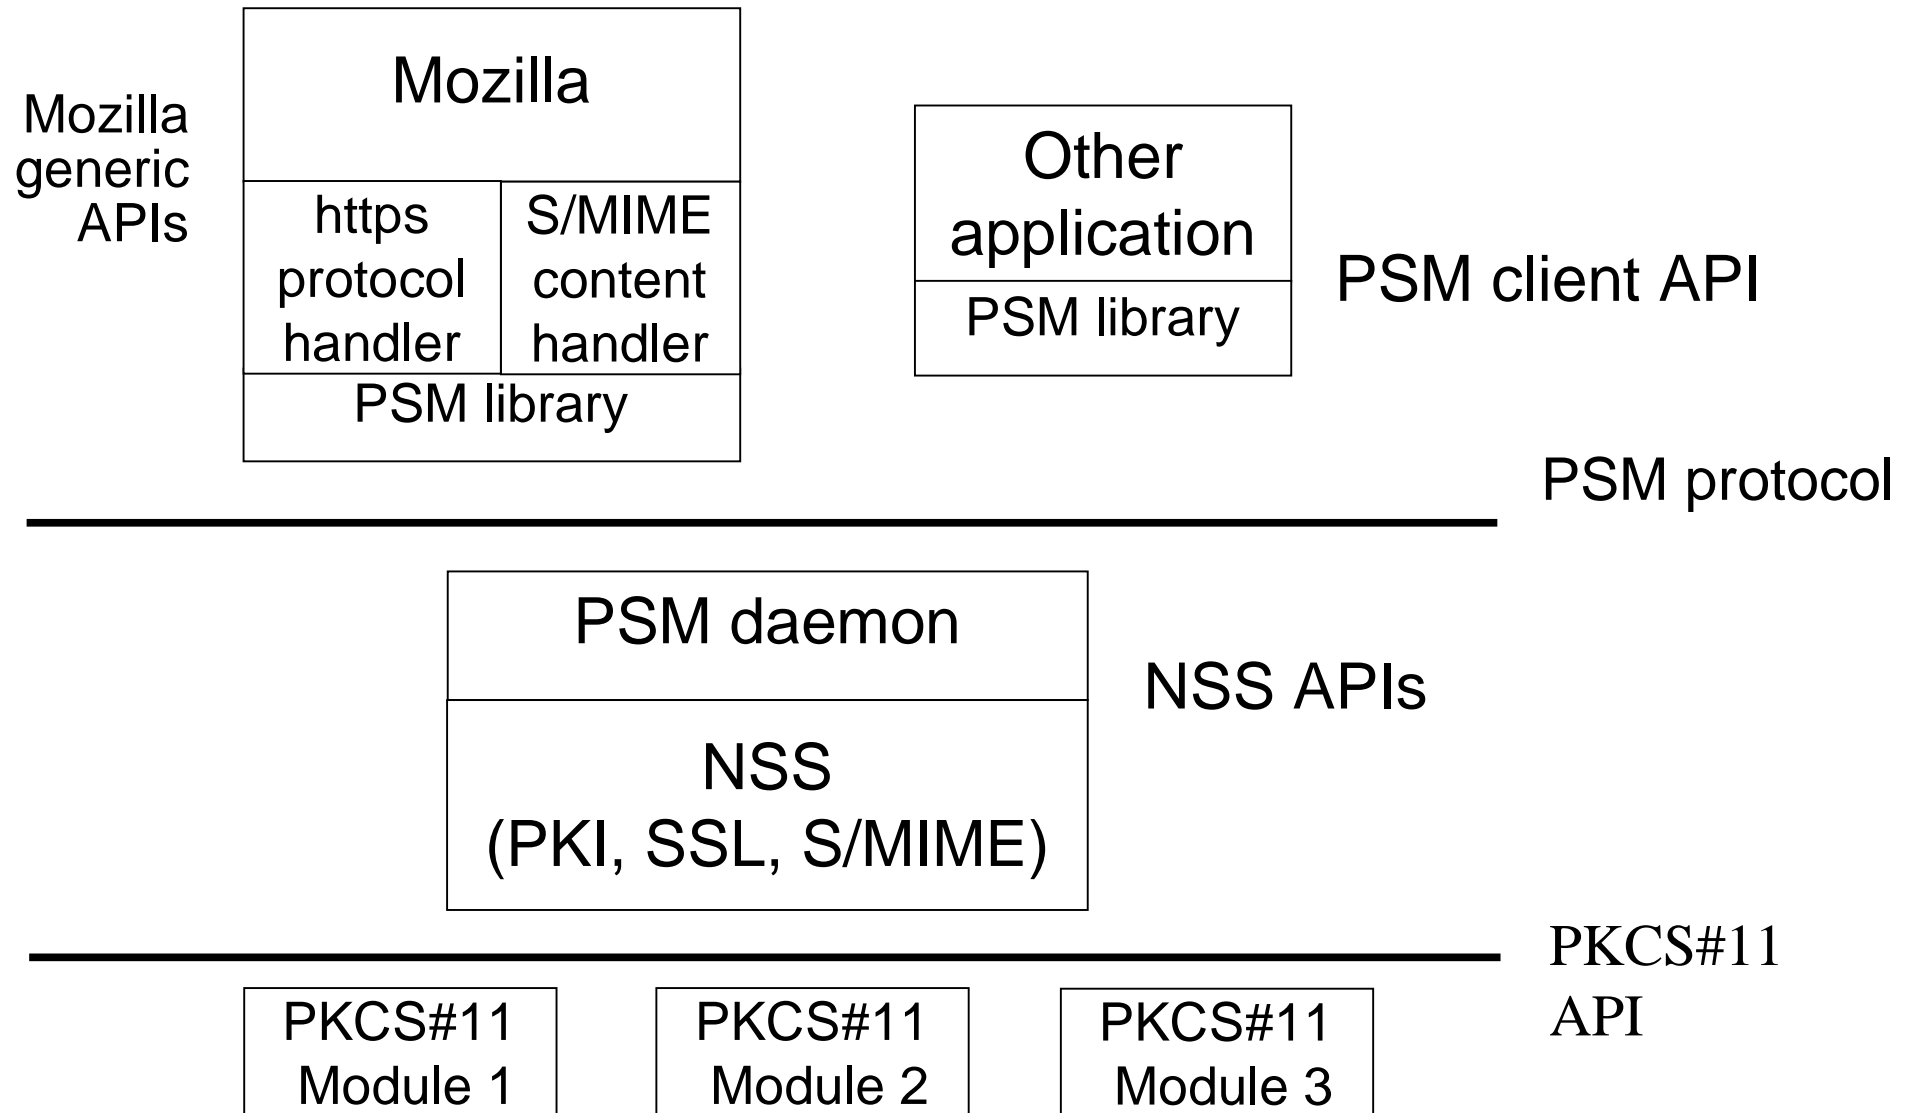 Mozilla
generic
APIs
Mozilla
https
protocol
handler
S/MIME
content
handler
PSM library
Other
application
PSM library
PSM client API
PSM protocol
PSM daemon
NSS
(PKI, SSL, S/MIME)
NSS APIs
PKCS#11
API
PKCS#11
Module 1
PKCS#11
Module 2
PKCS#11
Module 3